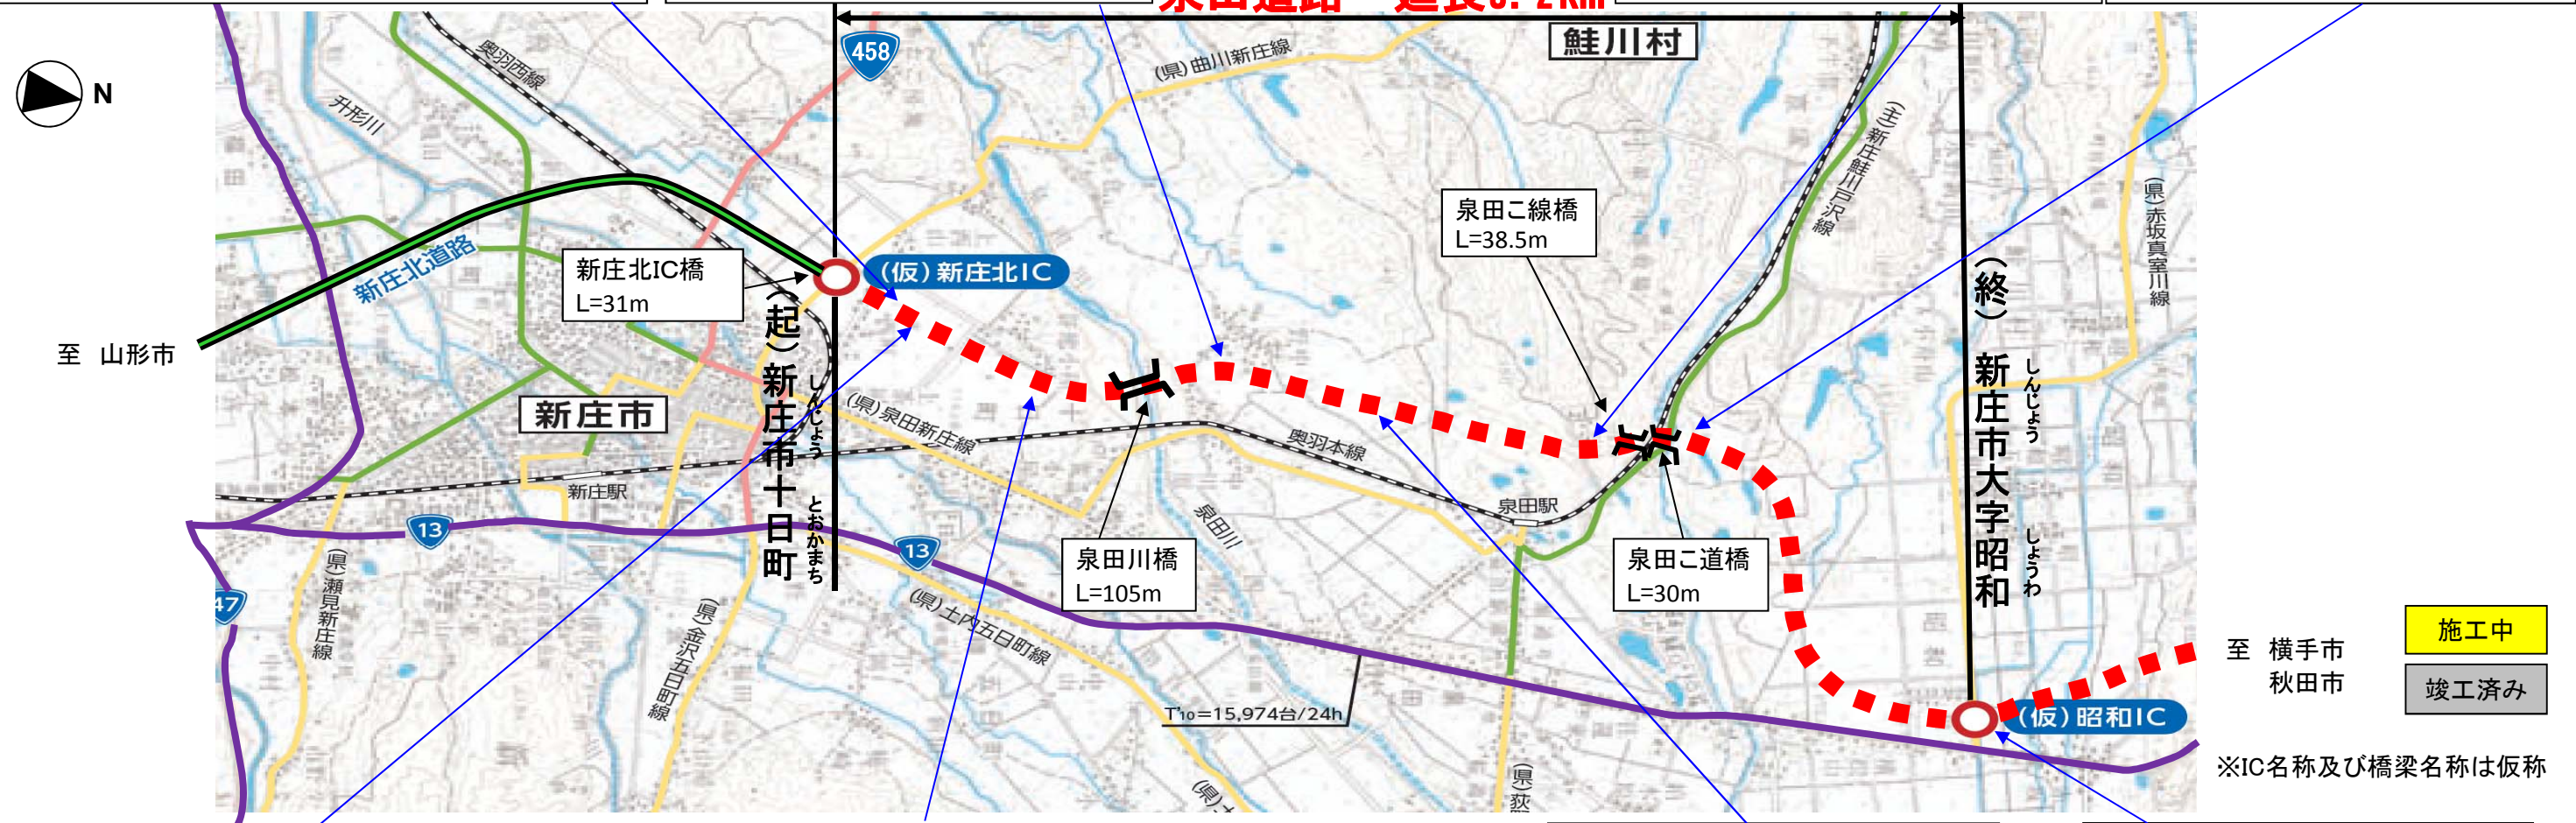 泉田道路 延長8.2km
鮭川村
458
N
奥羽西線
升形川
(県)曲川新庄線
(主)新庄鮭川戸沢線
(県)赤坂真室川線
泉田こ線橋
L=38.5m
新庄北道路
新庄北IC橋
L=31m
(仮)新庄北IC
至 山形市
(起)新庄市十日町
しんじょう
とおかまち
(終)新庄市大字昭和
しんじょう
しょうわ
新庄市
(県)泉田新庄線
奥羽本線
新庄駅
泉田駅
13
13
47
泉田川
泉田川橋
L=105m
泉田こ道橋
L=30m
(県)瀬見新庄線
(県)金沢五日町線
(県)土内五日町線
T'10=15,974台/24h
(仮)昭和IC
至 横手市
秋田市
施工中
竣工済み
※IC名称及び橋梁名称は仮称